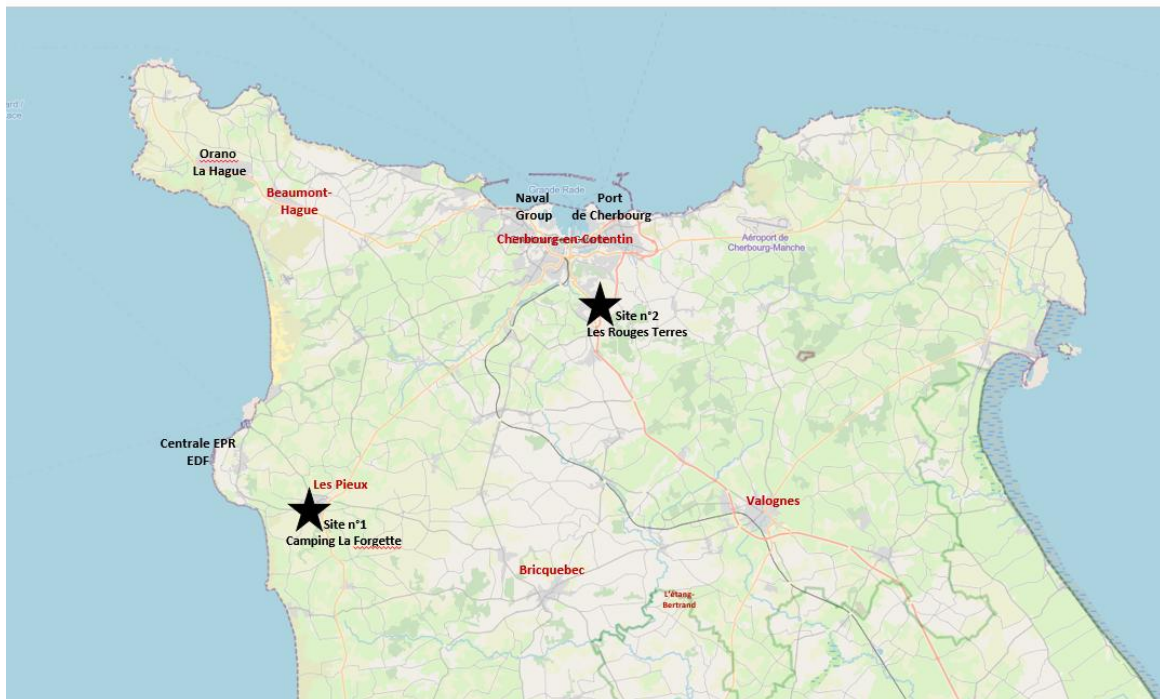 ard /
ace
Orano
La Hague
Beaumont-
Hague
Grande Rade
Naval
Group
Port
de Cherbourg
Cherbourg-en-Cotentin
Aéroport de
Cherbourg-Manche
Site n°2
Les Rouges Terres
Centrale EPR
EDF
Les Pieux
Site n°1
Camping La Forgette
Valognes
Bricquebec
L'étang-
Bertrand